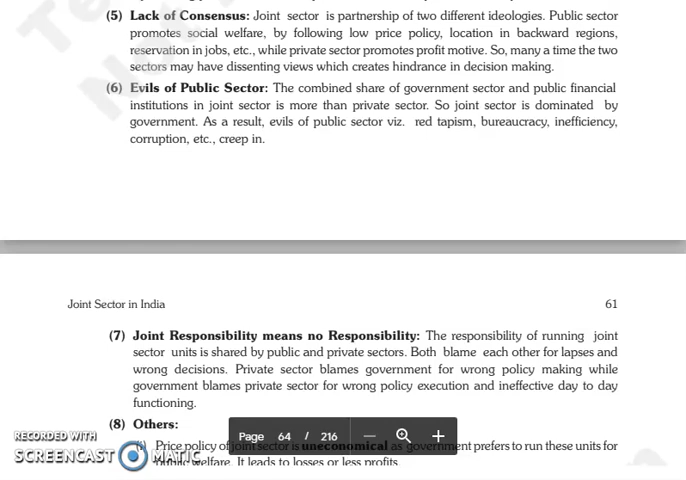 (5) Lack of Consensus: Joint sector is partnership of two different ideologies. Public sector
promotes social welfare, by following low price policy, location in backward regions,
reservation in jobs, etc., while private sector promotes profit motive. So, many a time the two
sectors may have dissenting views which creates hindrance in decision making.
(6) Evils of Public Sector: The combined share of government sector and public financial
institutions in joint sector is more than private sector. So joint sector is dominated by
government. As a result, evils of public sector viz. red tapism, bureaucracy, inefficiency,
corruption, etc., creep in.
Joint Sector in India 61
(7) Joint Responsibility means no Responsibility: The responsibility of running joint
sector units is shared by public and private sectors. Both blame each other for lapses and
wrong decisions. Private sector blames government for wrong policy making while
government blames private sector for wrong policy execution and ineffective day to day
functioning.
(8) Others:
Page 64 / 216
(i) Price policy of joint sector is uneconomical as government prefers to run these units for
public welfare. It leads to losses or less profits.
RECORDED WITH
SCREENCAST MATIC